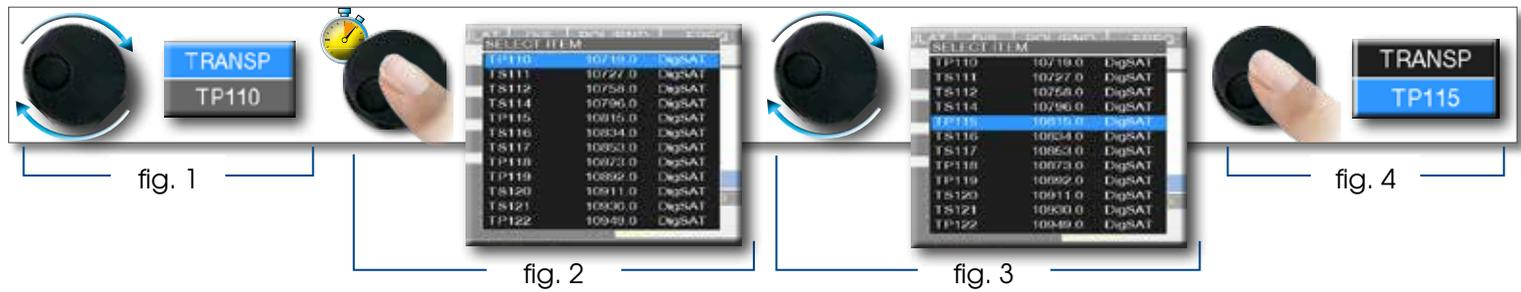 TRANSP
TP110
SELECT ITEM
TP110 10719.0 DigSAT
TS111 10727.0 DigSAT
TS112 10758.0 DigSAT
TS114 10796.0 DigSAT
TP115 10815.0 DigSAT
TS116 10834.0 DigSAT
TS117 10853.0 DigSAT
TP118 10873.0 DigSAT
TP119 10892.0 DigSAT
TS120 10911.0 DigSAT
TS121 10930.0 DigSAT
TP122 10949.0 DigSAT
SELECT ITEM
TP110 10719.0 DigSAT
TS111 10727.0 DigSAT
TS112 10758.0 DigSAT
TS114 10796.0 DigSAT
TP115 10815.0 DigSAT
TS116 10834.0 DigSAT
TS117 10853.0 DigSAT
TP118 10873.0 DigSAT
TP119 10892.0 DigSAT
TS120 10911.0 DigSAT
TS121 10930.0 DigSAT
TP122 10949.0 DigSAT
TRANSP
TP115
fig. 1
fig. 2
fig. 3
fig. 4